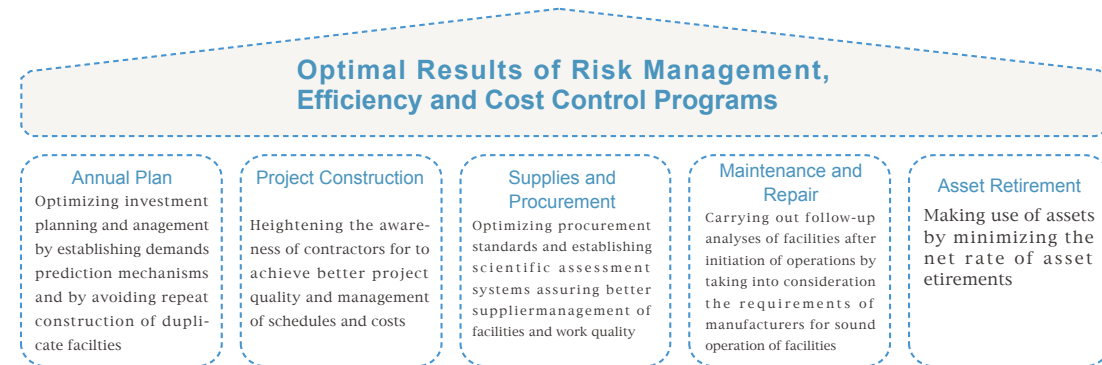 Optimal Results of Risk Management,
Efficiency and Cost Control Programs
Annual Plan
Optimizing investment
planning and anagement
by establishing demands
prediction mechanisms
and by avoiding repeat
construction of dupli-
cate facilties
Project Construction
Heightening the aware-
ness of contractors for to
achieve better project
quality and management
of schedules and costs
Supplies and
Procurement
Optimizing procurement
standards and establishing
scientific assessment
systems assuring better
suppliermanagement of
facilities and work quality
Maintenance and
Repair
Carrying out follow-up
analyses of facilities after
initiation of operations by
taking into consideration
the requirements of
manufacturers for sound
operation of facilities
Asset Retirement
Making use of assets
by minimizing the
net rate of asset
etirements